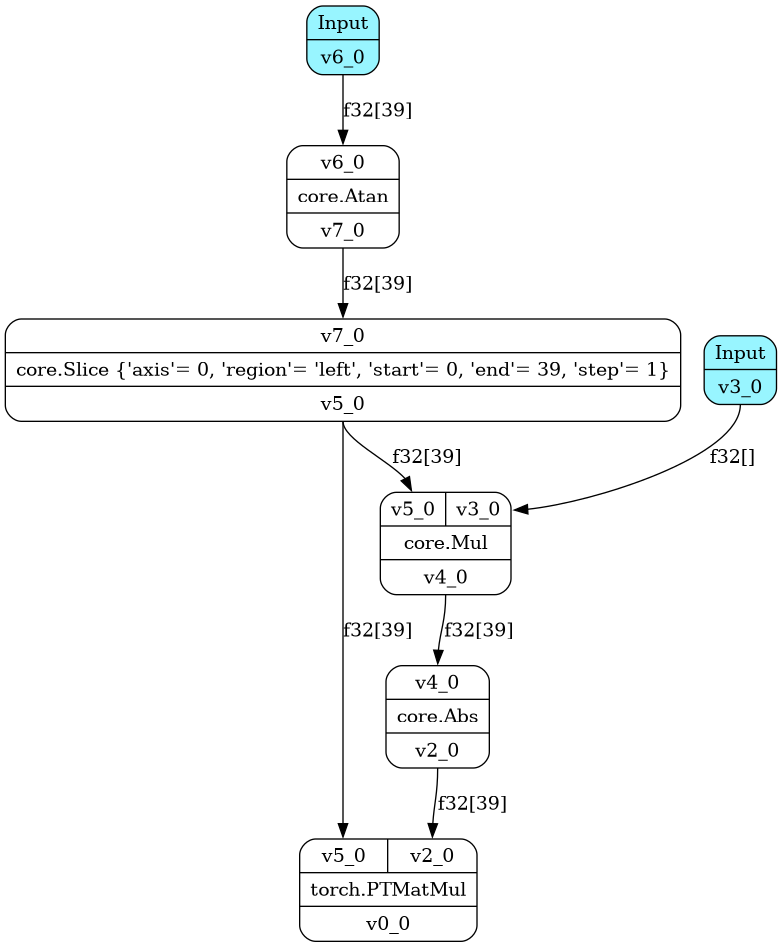 Input
v6_0
f32[39]
v6_0
core.Atan
v7_0
f32[39]
v7_0
core.Slice {'axis'= 0, 'region'= 'left', 'start'= 0, 'end'= 39, 'step'= 1}
v5_0
Input
v3_0
f32[39]
f32[]
v5_0 v3_0
core.Mul
v4_0
f32[39]
f32[39]
v4_0
core.Abs
v2_0
f32[39]
v5_0 v2_0
torch.PTMatMul
v0_0